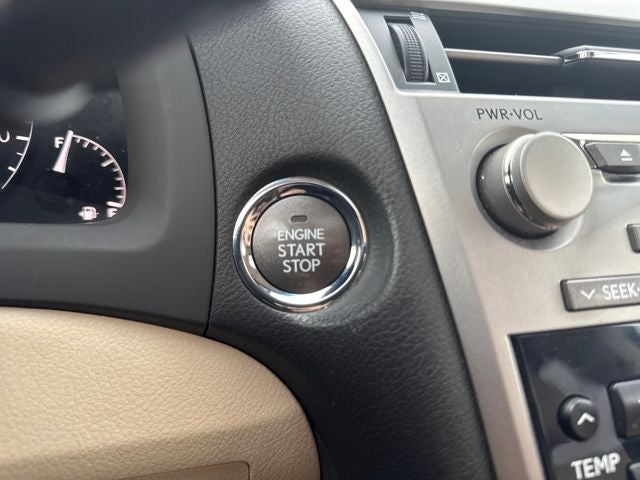 PWR·VOL
F
ENGINE
START
STOP
SEEK
TEMP